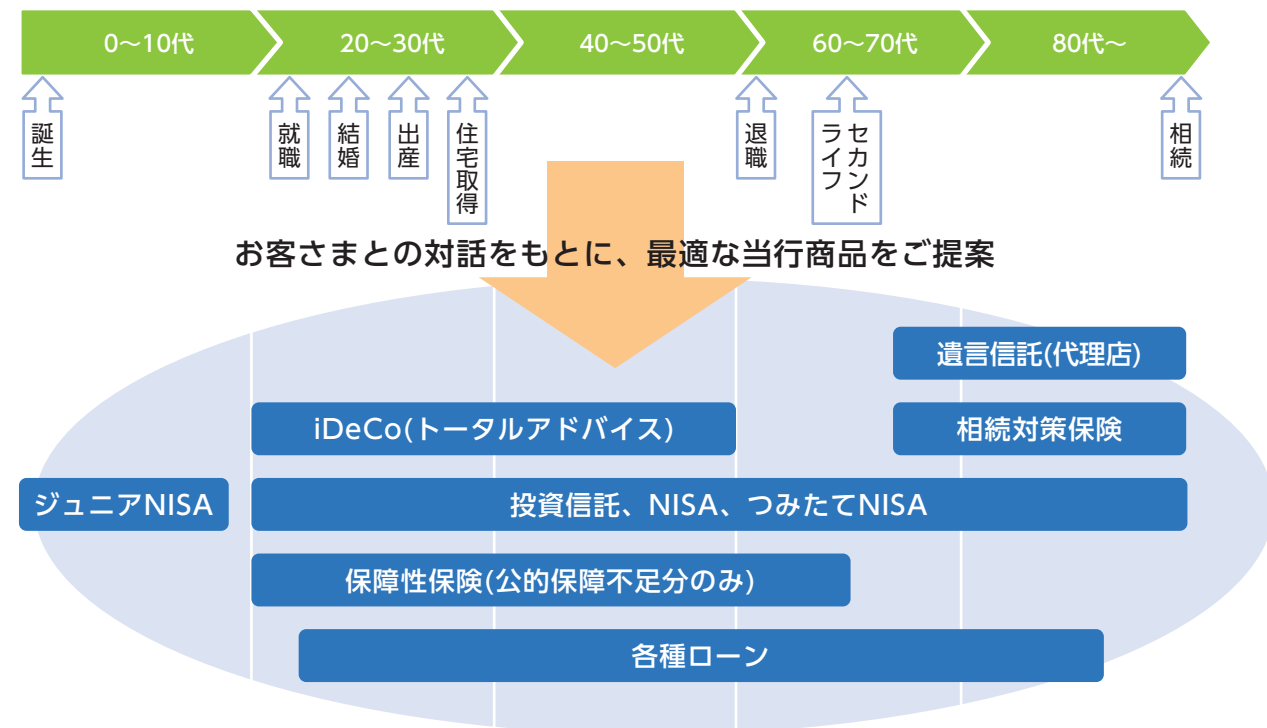 0～10代
20～30代
40～50代
60～70代
80代～
誕生
就職
結婚
出産
住宅取得
退職
セカンド
ライフ
相続
お客さまとの対話をもとに、最適な当行商品をご提案
遺言信託(代理店)
iDeCo(トータルアドバイス)
相続対策保険
ジュニアNISA
投資信託、NISA、つみたてNISA
保障性保険(公的保障不足分のみ)
各種ローン